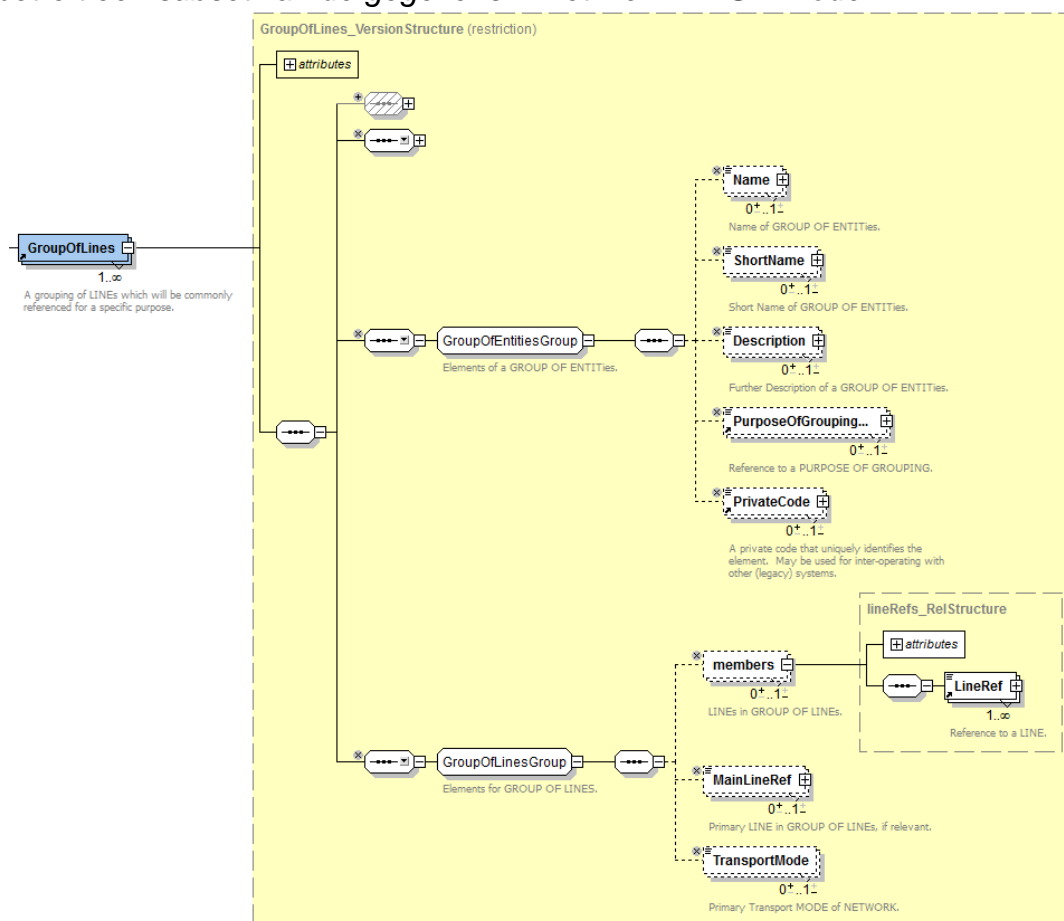 GroupOfLines_VersionStructure (restriction)
attributes
Name
0..1
Name of GROUP OF ENTITies.
GroupOfLines
1..∞
A grouping of LINEs which will be commonly
referenced for a specific purpose.
ShortName
0..1
Short Name of GROUP OF ENTITies.
GroupOfEntitiesGroup
Elements of a GROUP OF ENTITies.
Description
0..1
Further Description of a GROUP OF ENTITies.
PurposeOfGrouping...
0..1
Reference to a PURPOSE OF GROUPING.
PrivateCode
0..1
A private code that uniquely identifies the
element. May be used for inter-operating with
other (legacy) systems.
lineRefs_RelStructure
attributes
members
0..1
LINEs in GROUP OF LINEs.
LineRef
1..∞
Reference to a LINE.
GroupOfLinesGroup
Elements for GROUP OF LINES.
MainLineRef
0..1
Primary LINE in GROUP OF LINEs, if relevant.
TransportMode
0..1
Primary Transport MODE of NETWORK.